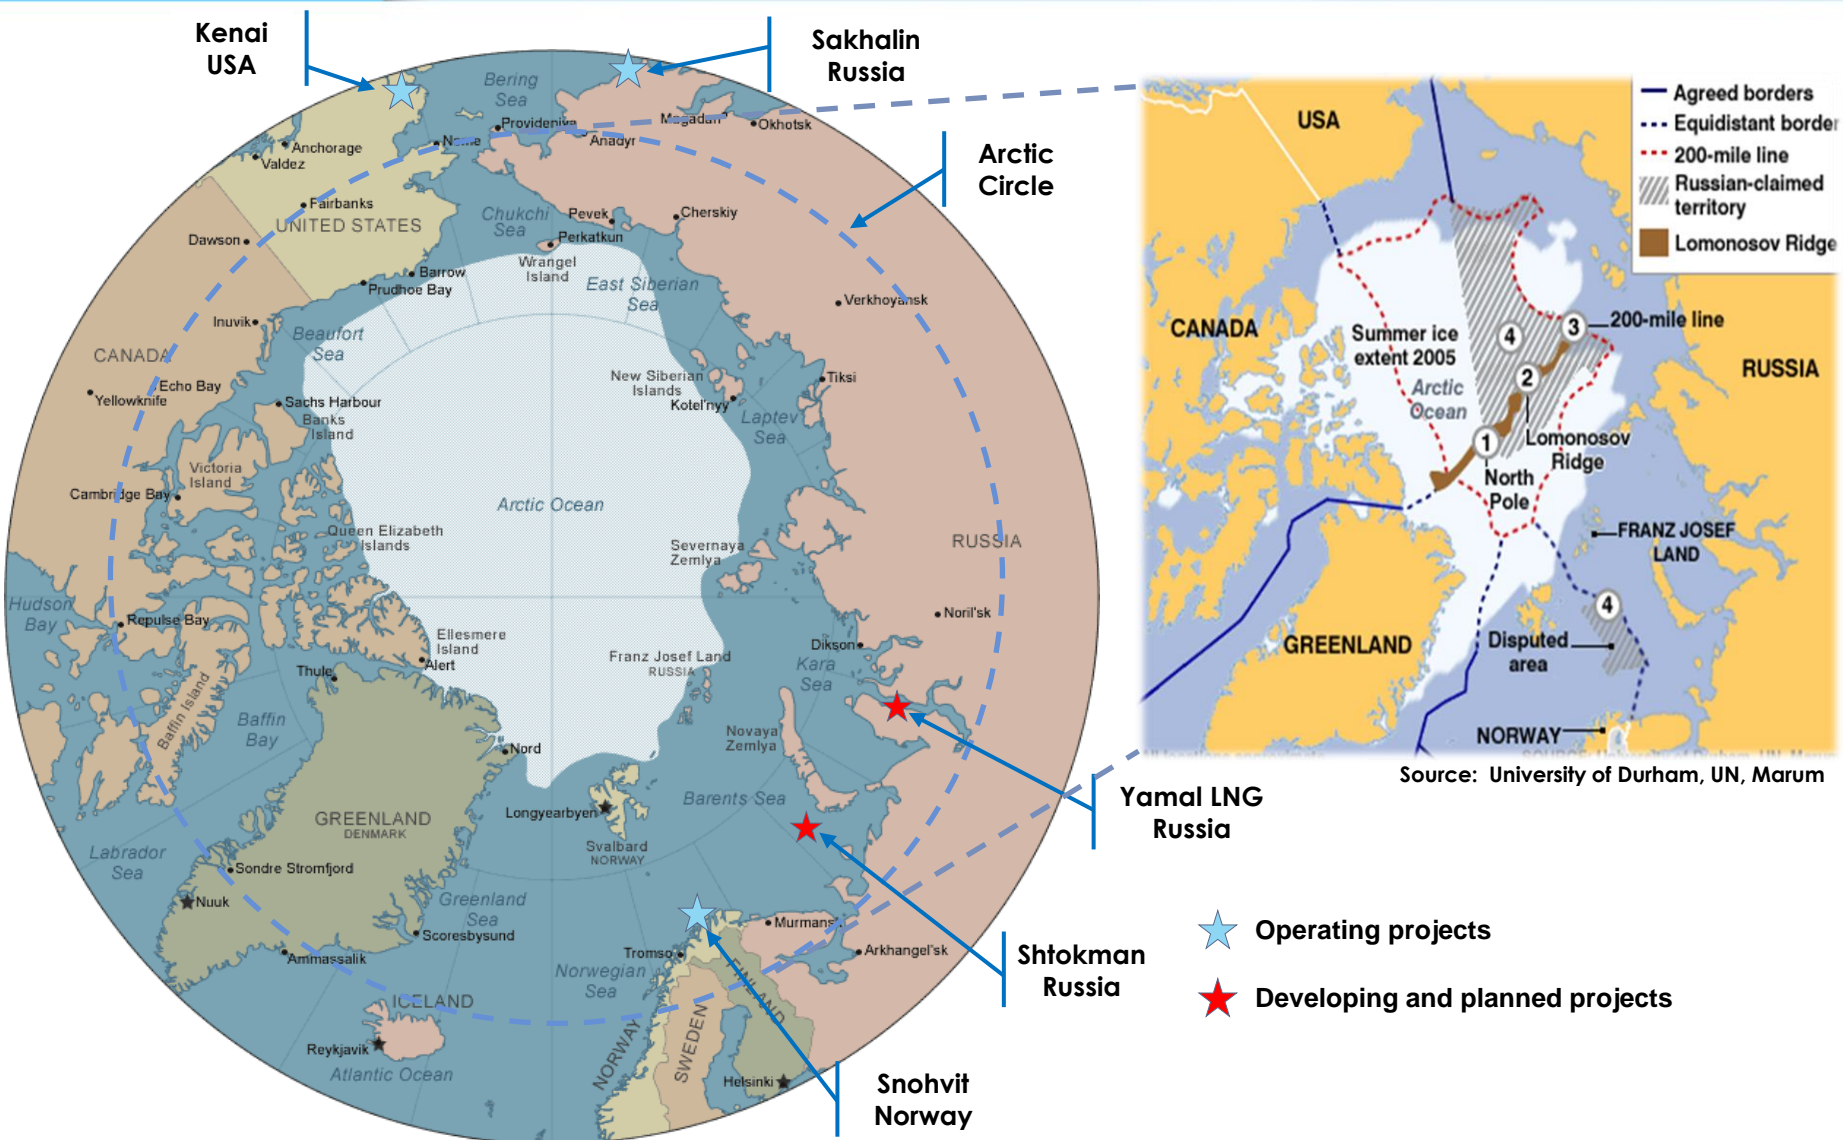 Kenai
USA
Sakhalin
Russia
Arctic
Circle
Bering
Sea
Provideniya
Magadan
Okhotsk
Nome
Anadyr
Anchorage
Valdez
Fairbanks
UNITED STATES
Dawson
Chukchi
Sea
Pevek
Cherskiy
Perkatkun
Wrangel
Island
Barrow
Prudhoe Bay
East Siberian
Sea
Verkhoyansk
Inuvik
Beaufort
Sea
CANADA
Echo Bay
Yellowknife
Sachs Harbour
Banks
Island
New Siberian
Islands
Kotel'nyy
Tiksi
Laptev
Sea
Victoria
Island
Cambridge Bay
Arctic Ocean
Queen Elizabeth
Islands
Severnaya
Zemlya
RUSSIA
Hudson
Bay
Repulse Bay
Noril'sk
Ellesmere
Island
Alert
Dikson
Thule
Franz Josef Land
RUSSIA
Kara
Sea
Baffin Island
Baffin
Bay
Nord
Novaya
Zemlya
Longyearbyen
Barents Sea
GREENLAND
DENMARK
Svalbard
NORWAY
Labrador
Sea
Sondre Stromfjord
Nuuk
Greenland
Sea
Scoresbysund
Murmansk
Ammassalik
Tromso
Arkhangel'sk
Norwegian
Sea
FINLAND
ICELAND
Reykjavik
Atlantic Ocean
NORWAY
SWEDEN
Helsinki
Yamal LNG
Russia
Shtokman
Russia
Snohvit
Norway
Agreed borders
Equidistant border
200-mile line
Russian-claimed
territory
Lomonosov Ridge
USA
CANADA
Summer ice
extent 2005
Arctic
Ocean
4
3
200-mile line
RUSSIA
2
1
Lomonosov
Ridge
North
Pole
FRANZ JOSEF
LAND
4
GREENLAND
Disputed
area
NORWAY
Source: University of Durham, UN, Marum
Operating projects
Developing and planned projects